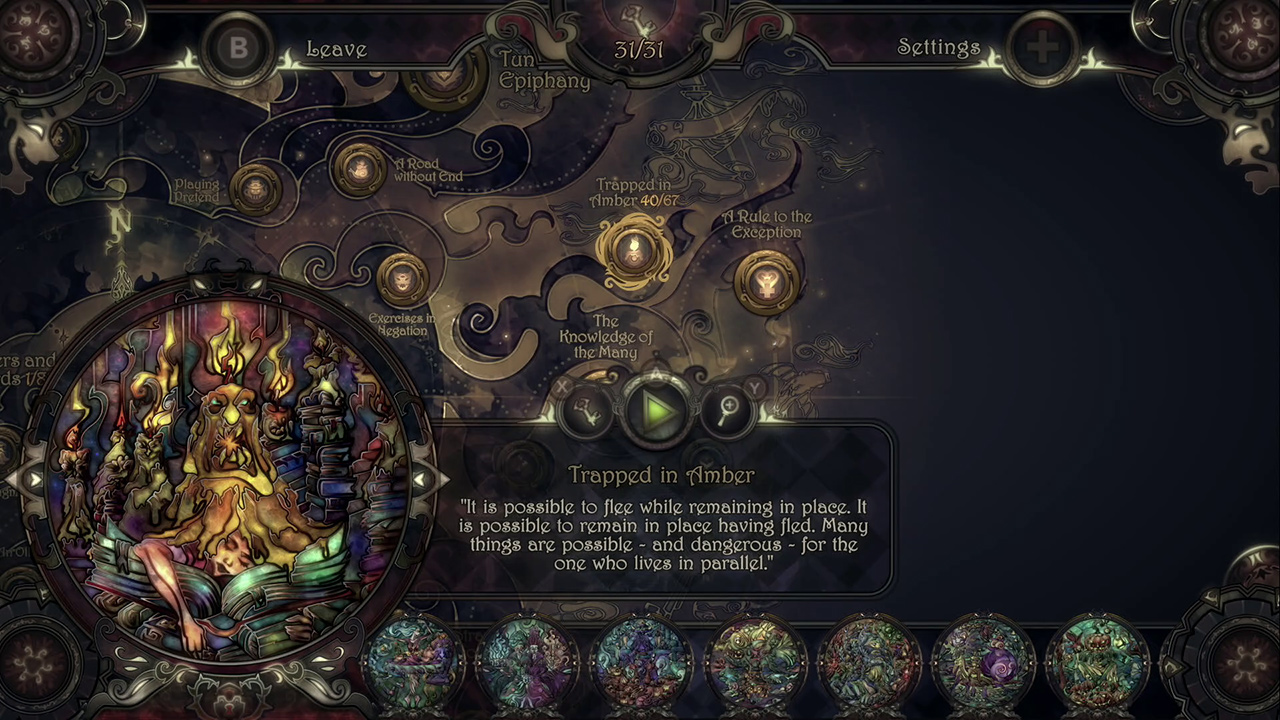 B
Leave
31/31
Settings
Tun
Epiphany
A Road
without End
Playing
Pretend
Trapped in
Amber 40/67
A Rule to the
Exception
N
Exercises in
Negation
The
Knowledge of
the Many
X
A
Y
Trapped in Amber
"It is possible to flee while remaining in place. It
is possible to remain in place having fled. Many
things are possible - and dangerous - for the
one who lives in parallel."